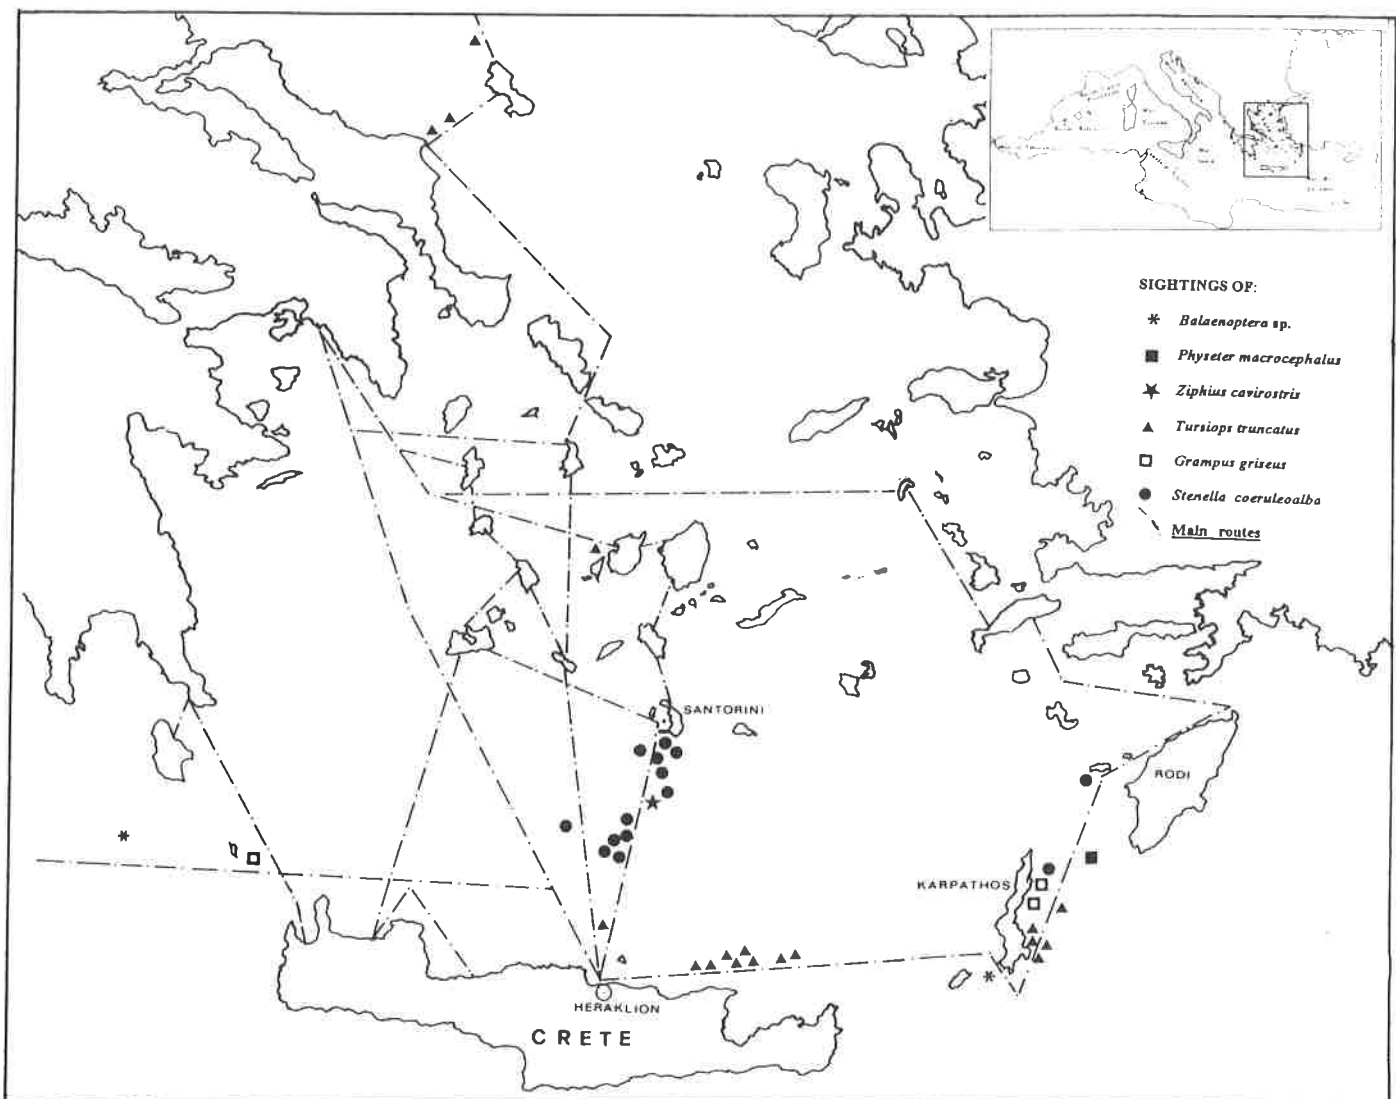 SIGHTINGS OF:
Balaenoptera sp.
Physeter macrocephalus
Ziphius cavirostris
Tursiops truncatus
Grampus griseus
Stenella coeruleoalba
Main routes
SANTORINI
RODI
KARPATHOS
HERAKLION
CRETE